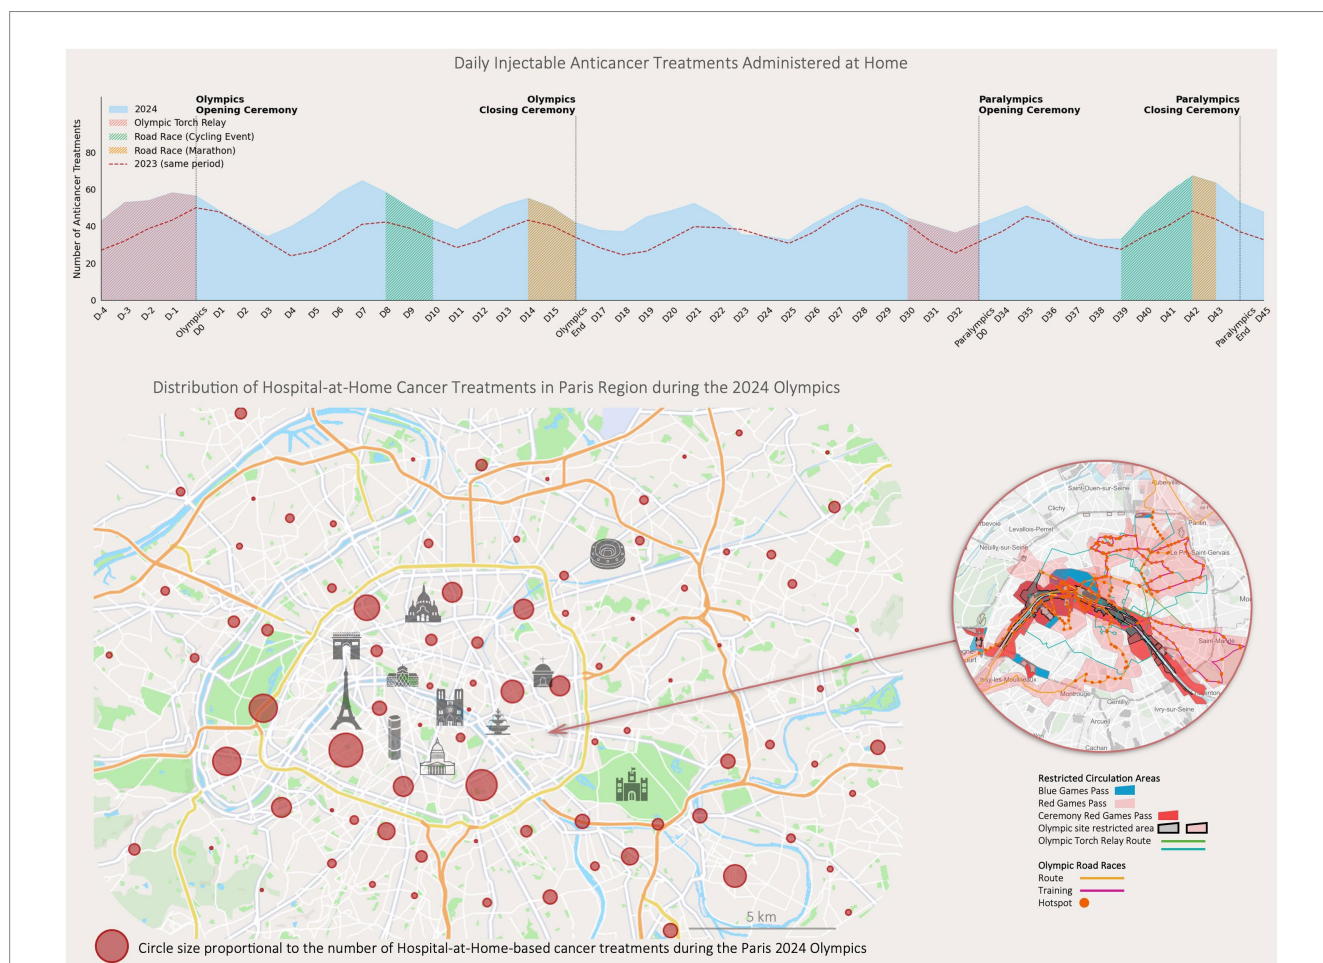 Daily Injectable Anticancer Treatments Administered at Home
Olympics
Opening Ceremony
Olympics
Closing Ceremony
Paralympics
Opening Ceremony
Paralympics
Closing Ceremony
2024
Olympic Torch Relay
Road Race (Cycling Event)
Road Race (Marathon)
2023 (same period)
Number of Anticancer Treatments
80
60
40
20
0
D-4
D-3
D-2
D-1
Olympics
D0
D1
D2
D3
D4
D5
D6
D7
D8
D9
D10
D11
D12
D13
D14
D15
Olympics
End
D17
D18
D19
D20
D21
D22
D23
D24
D25
D26
D27
D28
D29
D30
D31
D32
Paralympics
D0
D34
D35
D36
D37
D38
D39
D40
D41
D42
D43
Paralympics
End
D45
Distribution of Hospital-at-Home Cancer Treatments in Paris Region during the 2024 Olympics
Saint-Ouen-sur-Seine
Clichy
Levallois-Perret
Pantin
Neuilly-sur-Seine
Le Pré-Saint-Gervais
Saint-Mandé
Issy-les-Moulineaux
Montrouge
Gentilly
Ivry-sur-Seine
Arcueil
Cachan
Restricted Circulation Areas
Blue Games Pass
Red Games Pass
Ceremony Red Games Pass
Olympic site restricted area
Olympic Torch Relay Route
Olympic Road Races
Route
Training
Hotspot
5 km
Circle size proportional to the number of Hospital-at-Home-based cancer treatments during the Paris 2024 Olympics